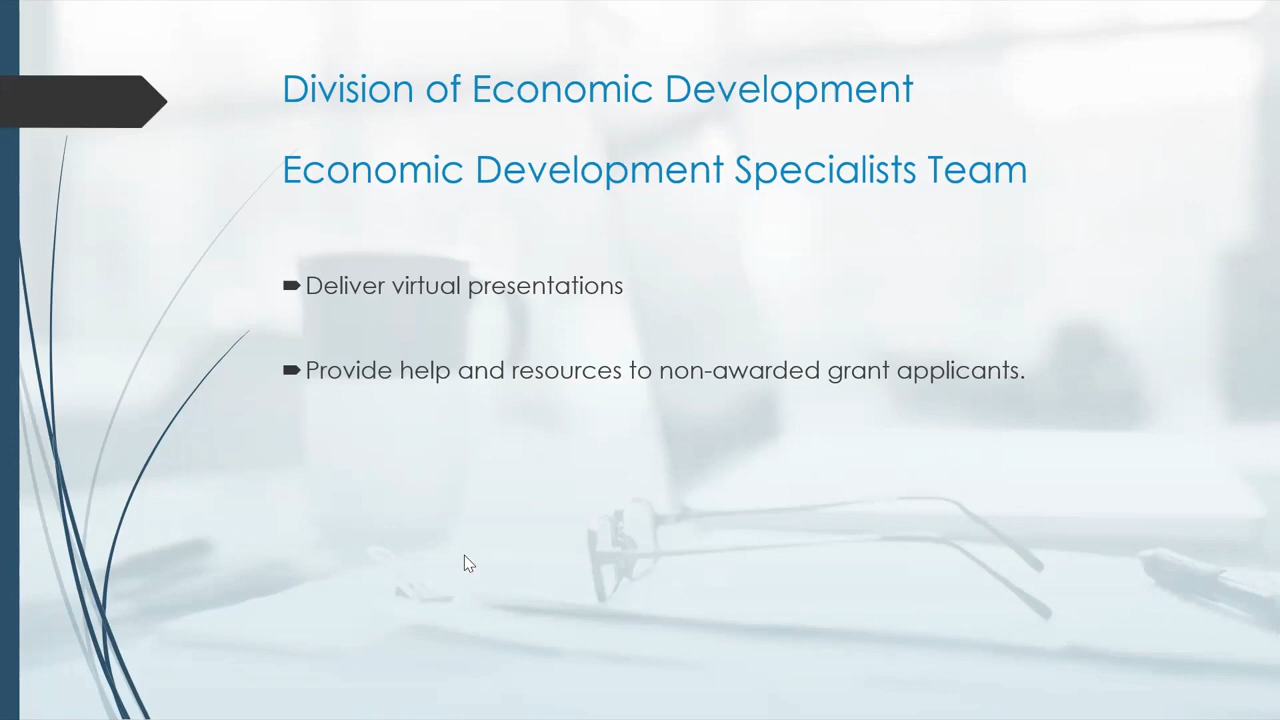 Division of Economic Development
Economic Development Specialists Team
Deliver virtual presentations
Provide help and resources to non-awarded grant applicants.